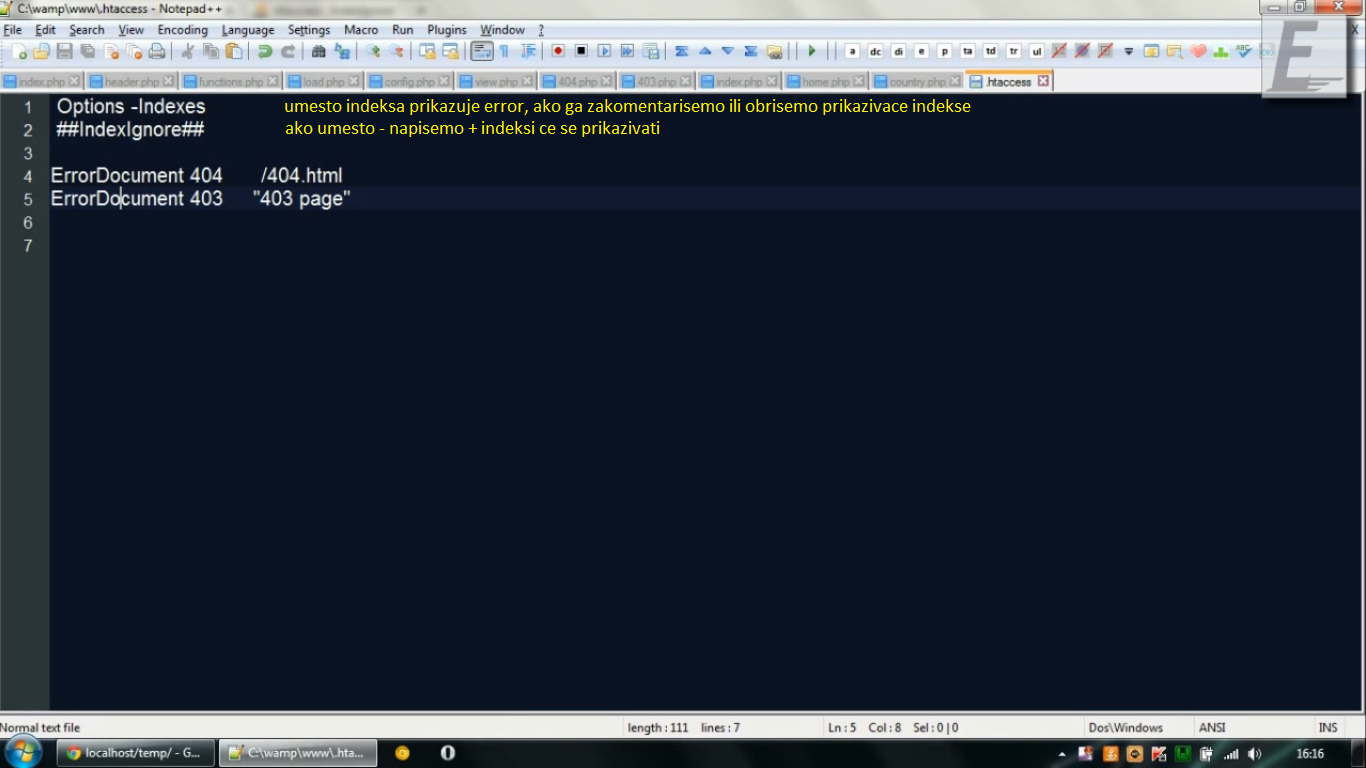 C:\wamp\www\.htaccess - Notepad++
File Edit Search View Encoding Language Settings Macro Run Plugins Window ?
X
a dc di e p ta td tr ul ABC
index.php header.php functions.php load.php config.php view.php 404.php 403.php index.php home.php country.php .htaccess
E
1 Options -Indexes umesto indeksa prikazuje error, ako ga zakomentarisemo ili obrisemo prikazivace indekse
2 ##IndexIgnore## ako umesto - napisemo + indeksi ce se prikazivati
3
4 ErrorDocument 404 /404.html
5 ErrorDocument 403 "403 page"
6
7
Normal text file length : 111 lines : 7 Ln : 5 Col : 8 Sel : 0 | 0 Dos\Windows ANSI INS
localhost/temp/ - G... C:\wamp\www\.hta... 16:16